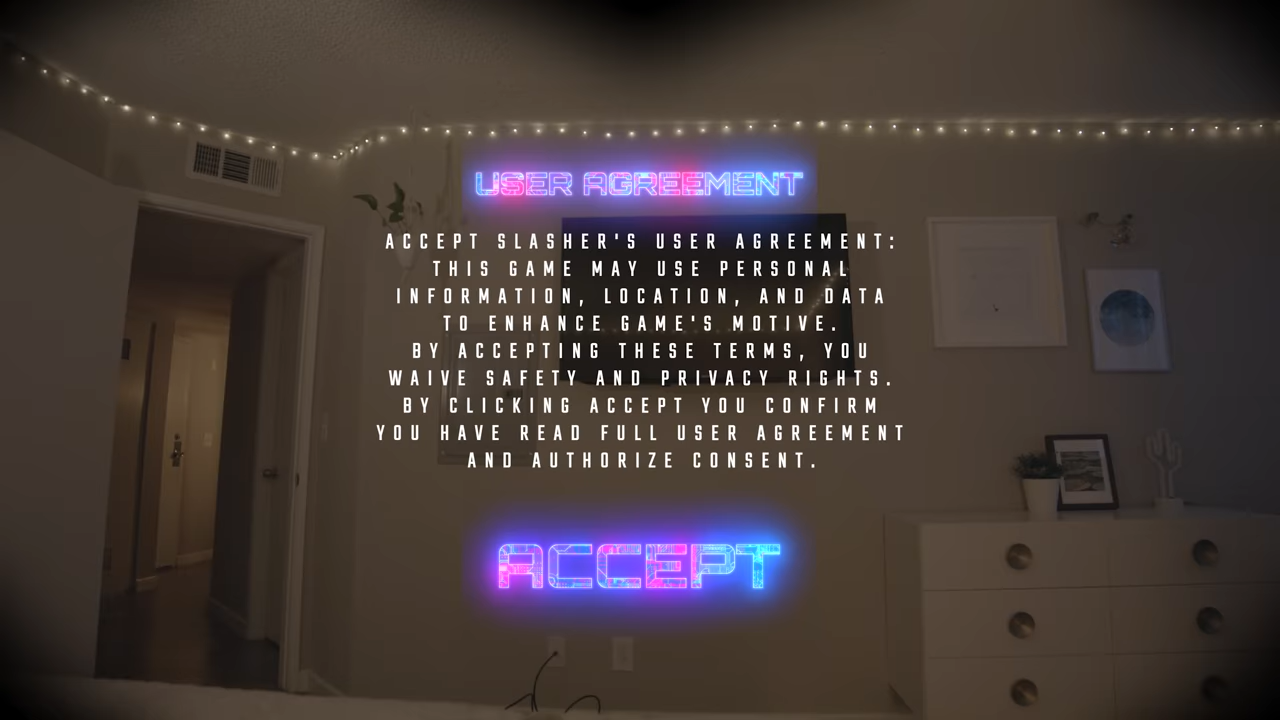 USER AGREEMENT
ACCEPT SLASHER'S USER AGREEMENT:
THIS GAME MAY USE PERSONAL
INFORMATION, LOCATION, AND DATA
TO ENHANCE GAME'S MOTIVE.
BY ACCEPTING THESE TERMS, YOU
WAIVE SAFETY AND PRIVACY RIGHTS.
BY CLICKING ACCEPT YOU CONFIRM
YOU HAVE READ FULL USER AGREEMENT
AND AUTHORIZE CONSENT.
ACCEPT